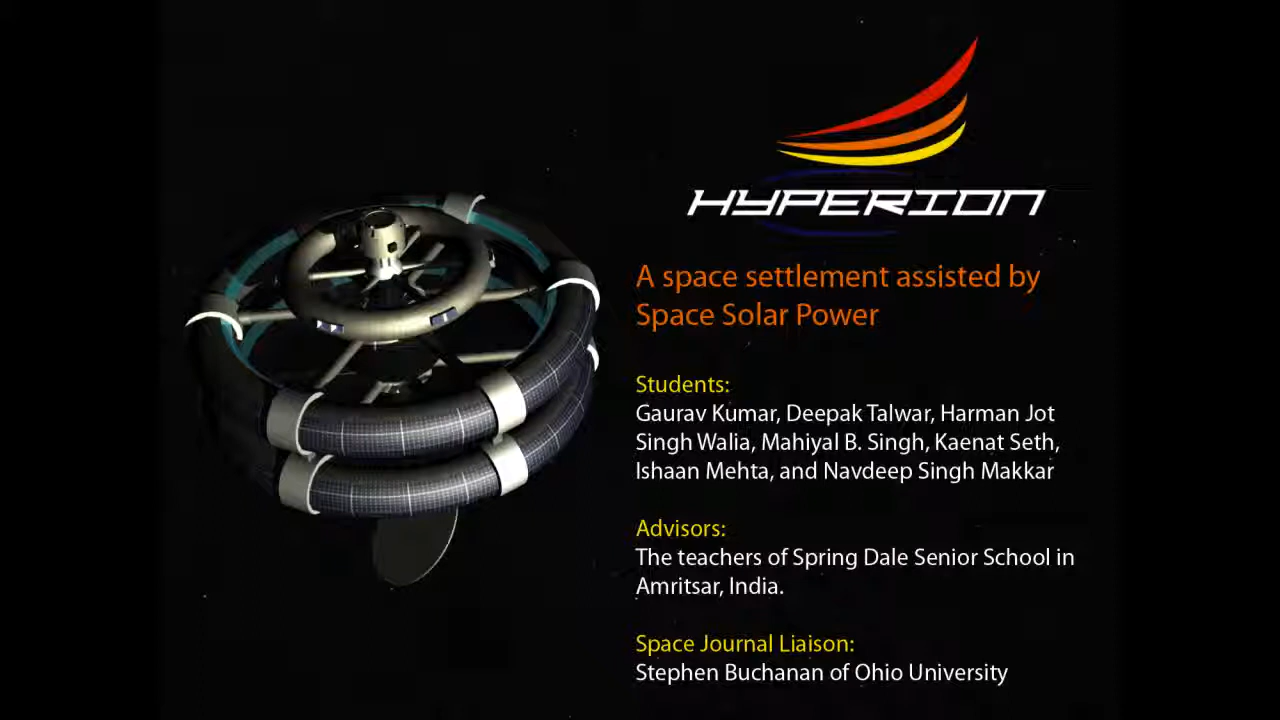 HYPERION
A space settlement assisted by
Space Solar Power
Students:
Gaurav Kumar, Deepak Talwar, Harman Jot
Singh Walia, Mahiyal B. Singh, Kaenat Seth,
Ishaan Mehta, and Navdeep Singh Makkar
Advisors:
The teachers of Spring Dale Senior School in
Amritsar, India.
Space Journal Liaison:
Stephen Buchanan of Ohio University